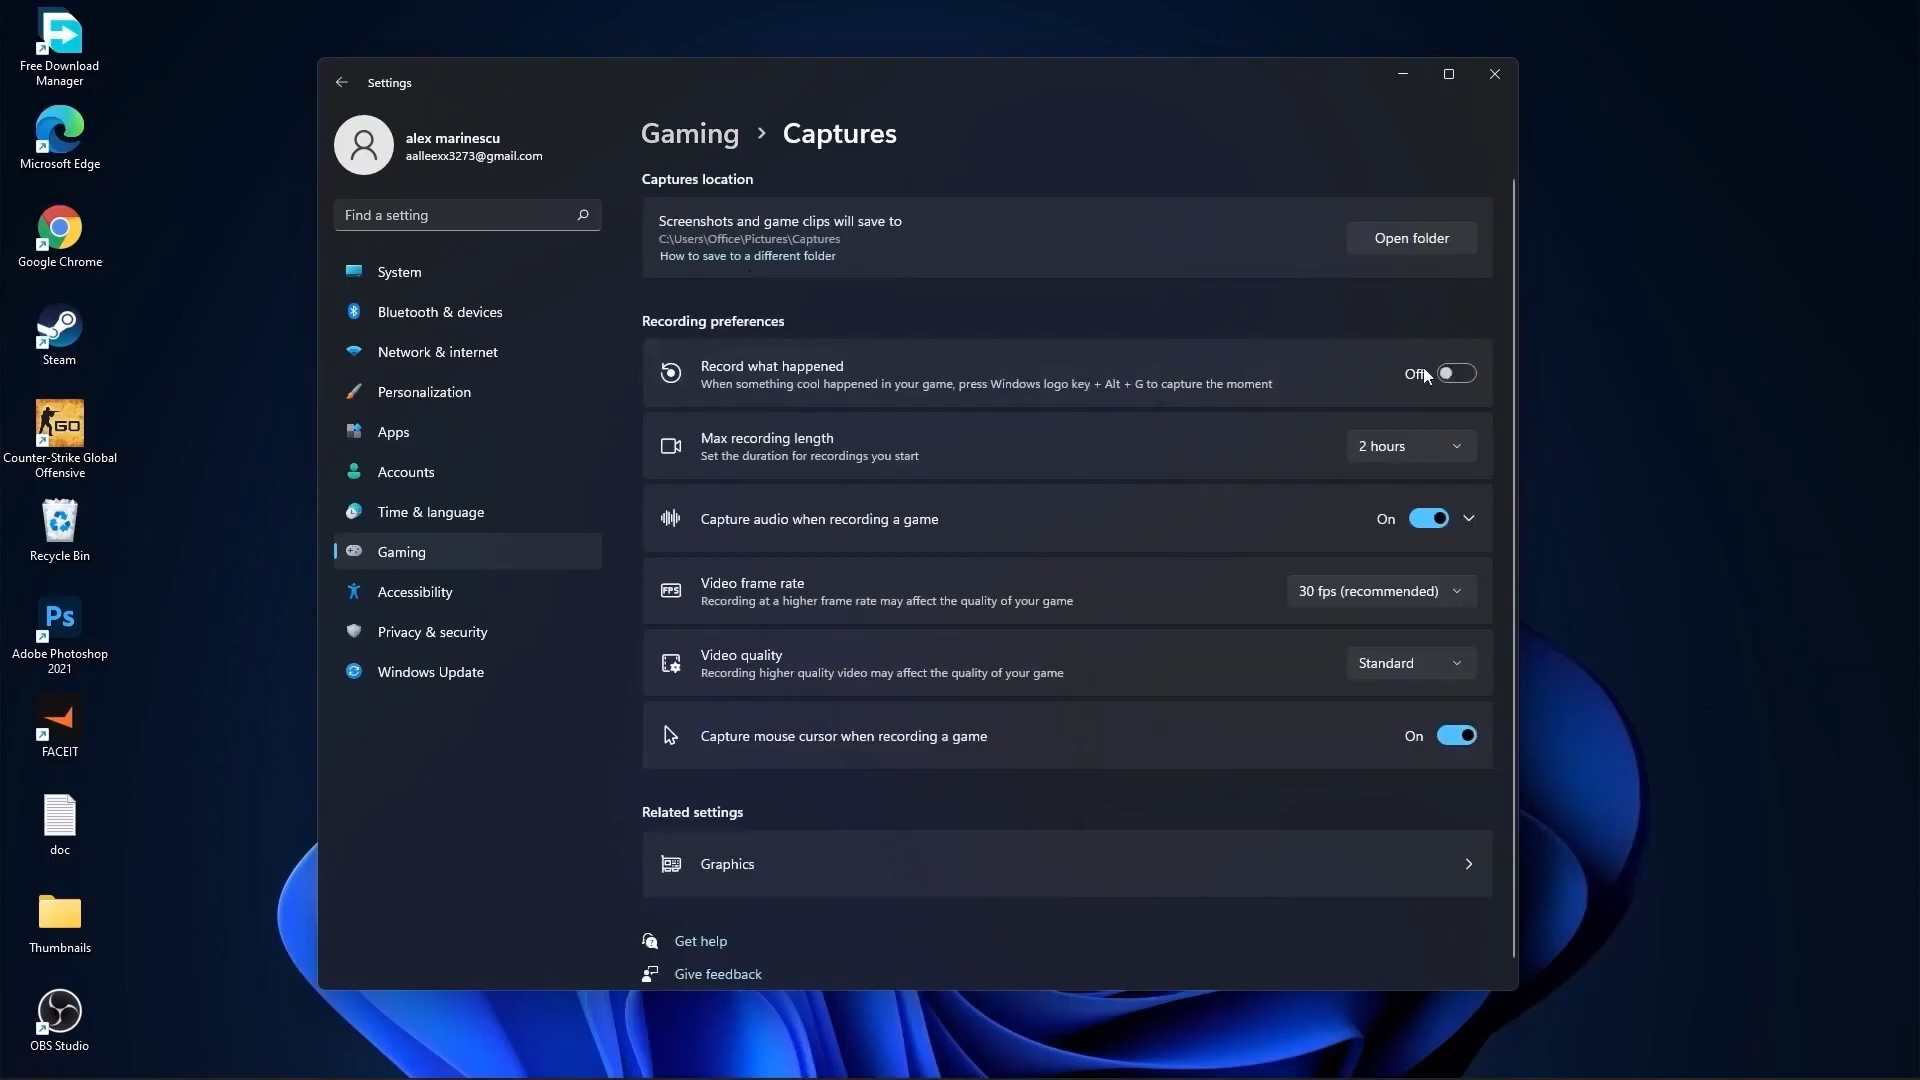 Free Download
Manager
Microsoft Edge
Google Chrome
Steam
GO
Counter-Strike Global
Offensive
Recycle Bin
Ps
Adobe Photoshop
2021
FACEIT
doc
Thumbnails
OBS Studio
Settings
alex marinescu
aalleexx3273@gmail.com
Find a setting
System
Bluetooth & devices
Network & internet
Personalization
Apps
Accounts
Time & language
Gaming
Accessibility
Privacy & security
Windows Update
Gaming › Captures
Captures location
Screenshots and game clips will save to
C:\Users\Office\Pictures\Captures
How to save to a different folder
Open folder
Recording preferences
Record what happened
When something cool happened in your game, press Windows logo key + Alt + G to capture the moment
Off
Max recording length
Set the duration for recordings you start
2 hours
Capture audio when recording a game
On
FPS
Video frame rate
Recording at a higher frame rate may affect the quality of your game
30 fps (recommended)
Video quality
Recording higher quality video may affect the quality of your game
Standard
Capture mouse cursor when recording a game
On
Related settings
Graphics
Get help
Give feedback